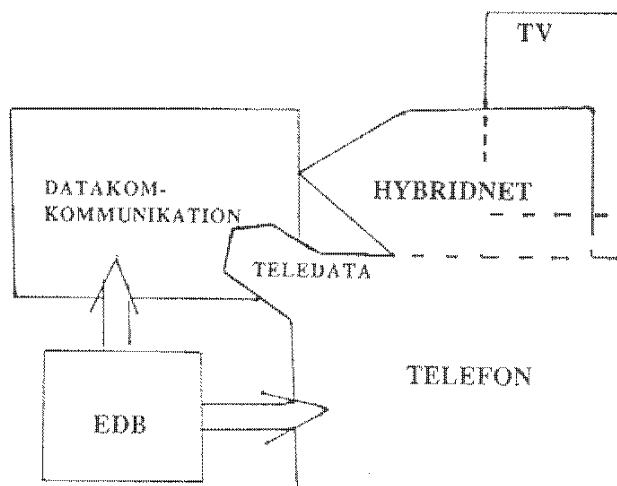 TV
DATAKOM-
KOMMUNIKATION
HYBRIDNET
TELEDATA
TELEFON
EDB